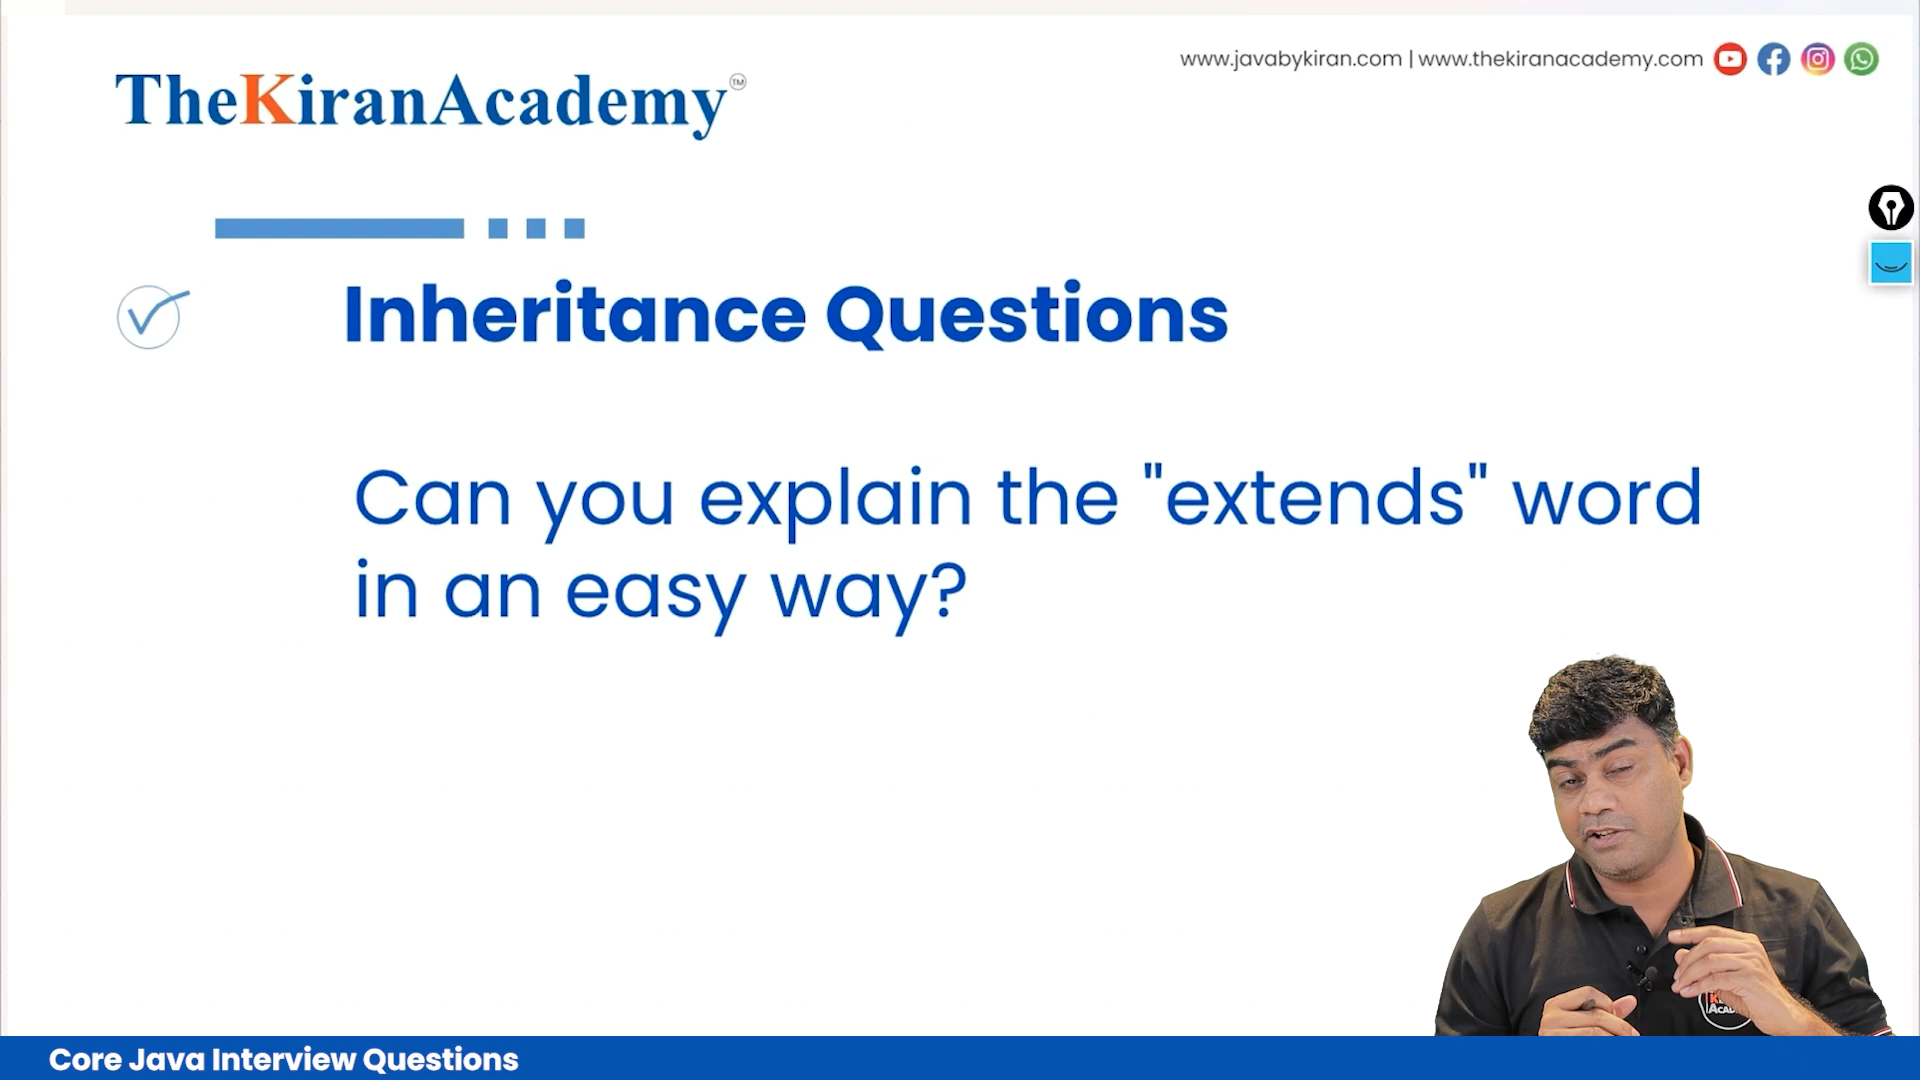 TheKiranAcademy™
www.javabykiran.com | www.thekiranacademy.com
Inheritance Questions
Can you explain the "extends" word
in an easy way?
Core Java Interview Questions